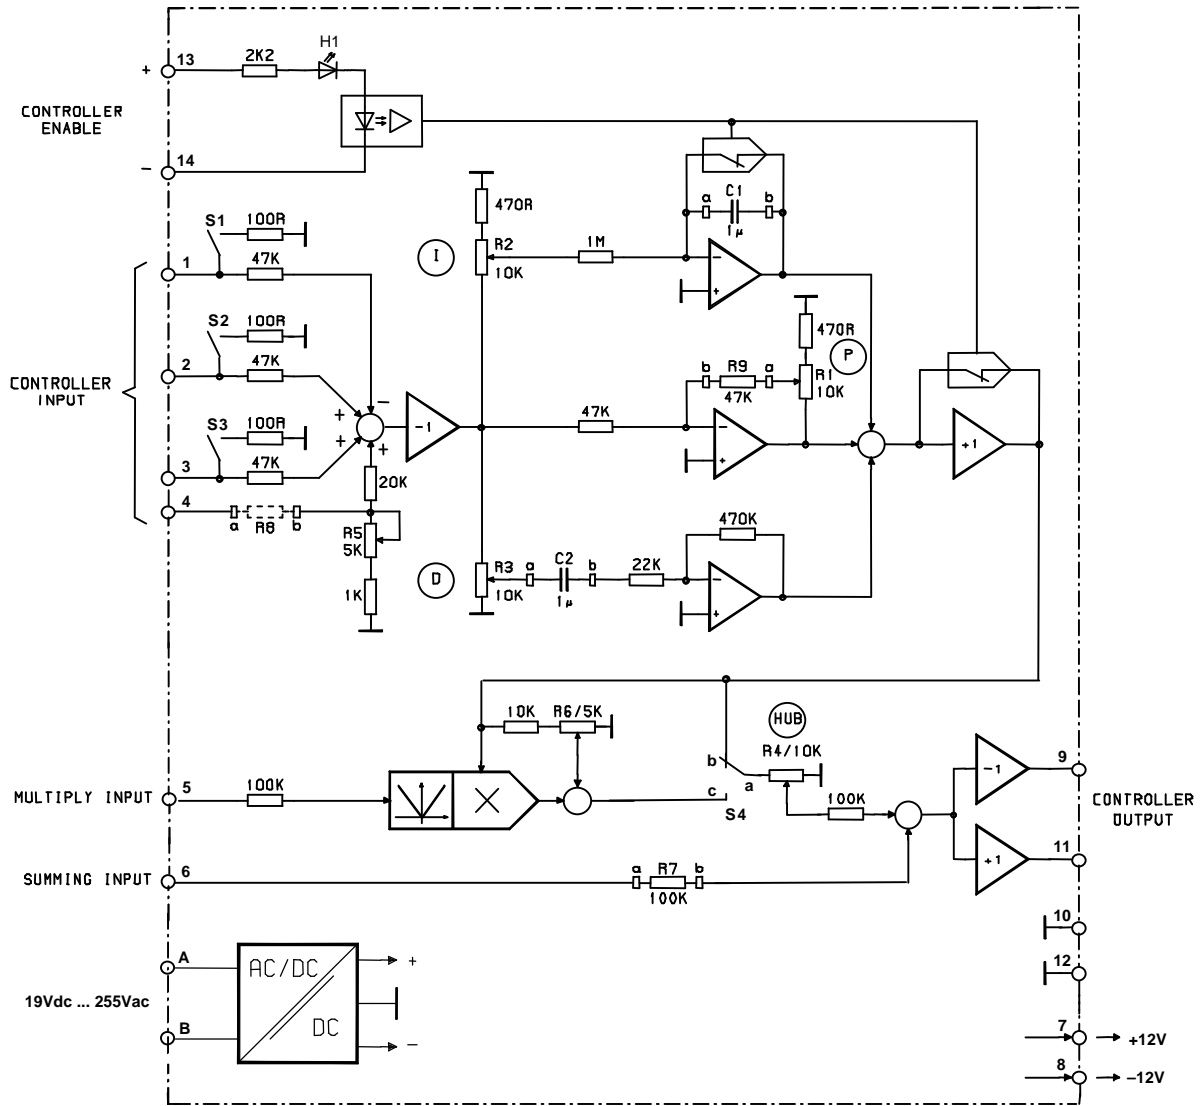 H1
13
2K2
+
CONTROLLER
ENABLE
14
−
S1
100R
1
47K
S2
100R
2
47K
CONTROLLER
INPUT
S3
100R
3
47K
4
a
R8
b
−
+
+
+
-1
20K
R5
5K
1K
470R
I
R2
10K
1M
a
C1
b
1µ
−
+
470R
P
b
R9
a
R1
47K
10K
47K
−
+
+1
470K
D
R3
10K
a
C2
b
1µ
22K
−
+
10K
R6/5K
HUB
R4/10K
b
a
c
S4
MULTIPLY INPUT
5
100K
X
100K
-1
9
CONTROLLER
OUTPUT
+1
11
SUMMING INPUT
6
a
R7
b
100K
10
12
A
AC/DC
+
19Vdc ... 255Vac
B
DC
−
7
+12V
8
−12V